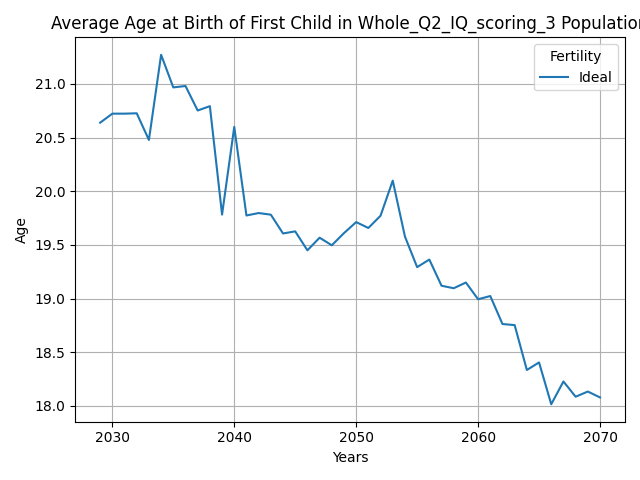 Average Age at Birth of First Child in Whole_Q2_IQ_scoring_3 Population
Fertility
Ideal
21.0
20.5
20.0
19.5
19.0
18.5
18.0
Age
2030 2040 2050 2060 2070
Years